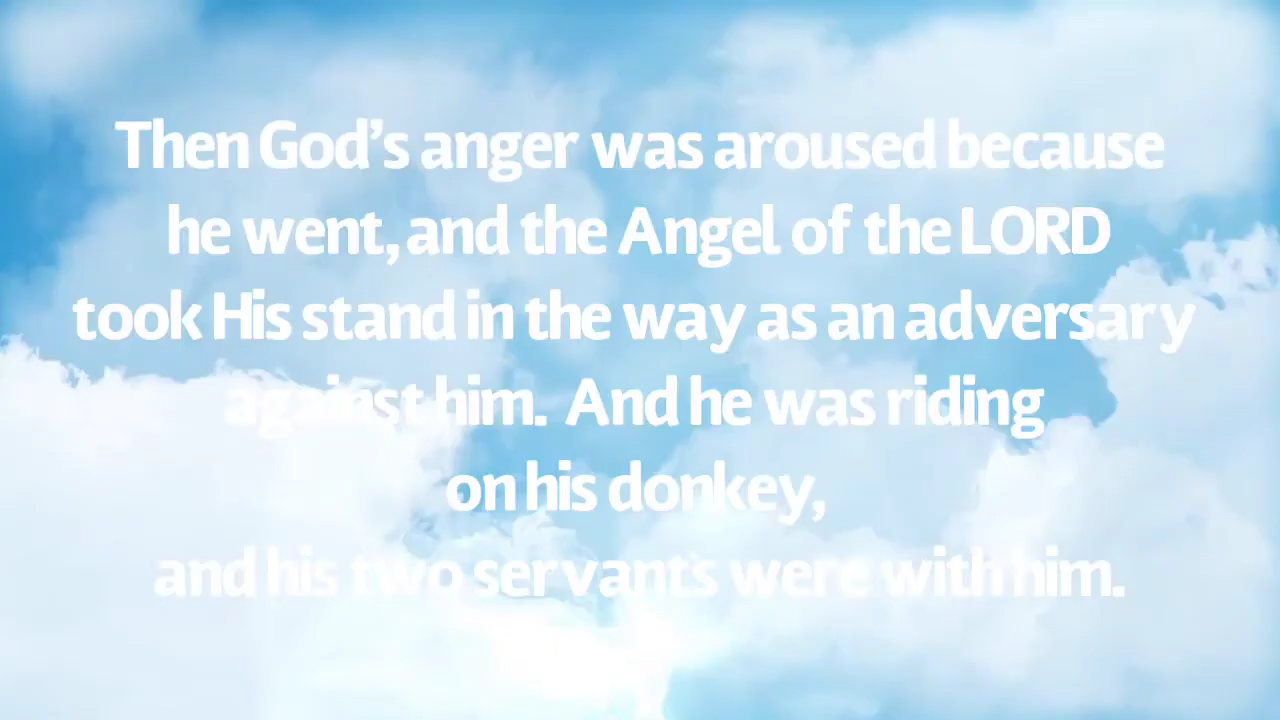 Then God’s anger was aroused because
he went, and the Angel of the LORD
took His stand in the way as an adversary
against him. And he was riding
on his donkey,
and his two servants were with him.